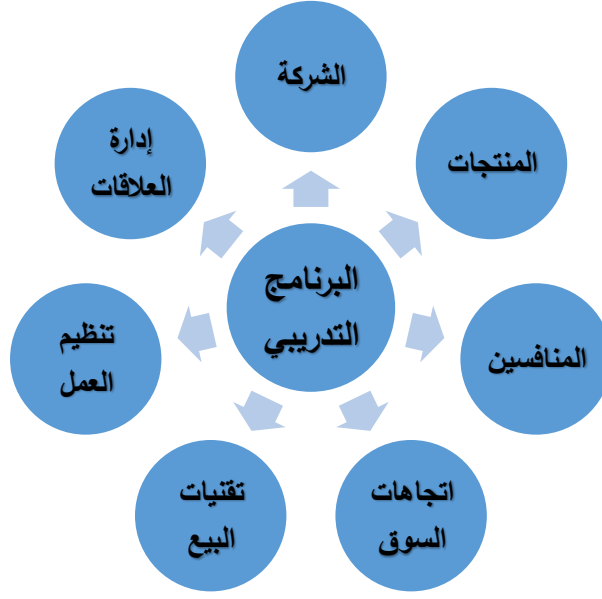 الشركة
المنتجات
المنافسين
اتجاهات
السوق
تقنيات
البيع
تنظيم
العمل
إدارة
العلاقات
البرنامج
التدريبي